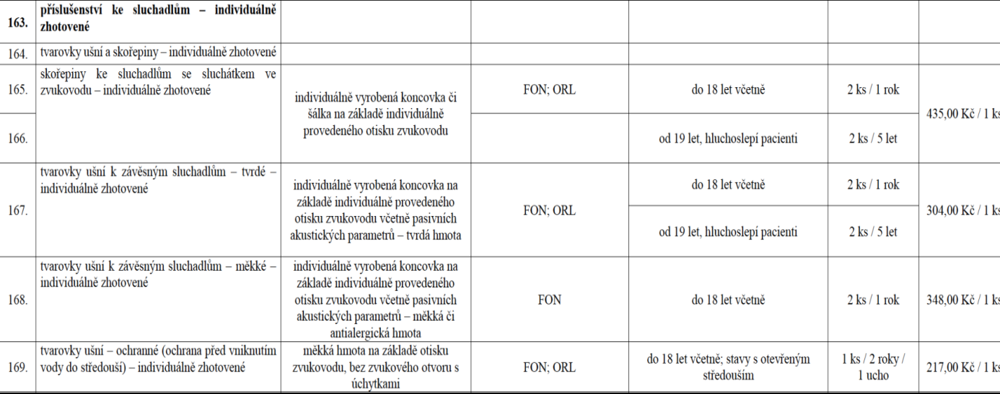 163.
příslušenství ke sluchadlům – individuálně
zhotovené
164.
tvarovky ušní a skořepiny – individuálně zhotovené
165.
skořepiny ke sluchadlům se sluchátkem ve
zvukovodu – individuálně zhotovené
individuálně vyrobená koncovka či
šálka na základě individuálně
provedeného otisku zvukovodu
FON; ORL
do 18 let včetně
2 ks / 1 rok
435,00 Kč / 1 ks
166.
od 19 let, hluchoslepí pacienti
2 ks / 5 let
167.
tvarovky ušní k závěsným sluchadlům – tvrdé –
individuálně zhotovené
individuálně vyrobená koncovka na
základě individuálně provedeného
otisku zvukovodu včetně pasivních
akustických parametrů – tvrdá hmota
FON; ORL
do 18 let včetně
2 ks / 1 rok
od 19 let, hluchoslepí pacienti
2 ks / 5 let
304,00 Kč / 1 ks
168.
tvarovky ušní k závěsným sluchadlům – měkké –
individuálně zhotovené
individuálně vyrobená koncovka na
základě individuálně provedeného
otisku zvukovodu včetně pasivních
akustických parametrů – měkká či
antialergická hmota
FON
do 18 let včetně
2 ks / 1 rok
348,00 Kč / 1 ks
169.
tvarovky ušní – ochranné (ochrana před vniknutím
vody do středouší) – individuálně zhotovené
měkká hmota na základě otisku
zvukovodu, bez zvukového otvoru s
úchytkami
FON; ORL
do 18 let včetně; stavy s otevřeným
středouším
1 ks / 2 roky /
1 ucho
217,00 Kč / 1 ks